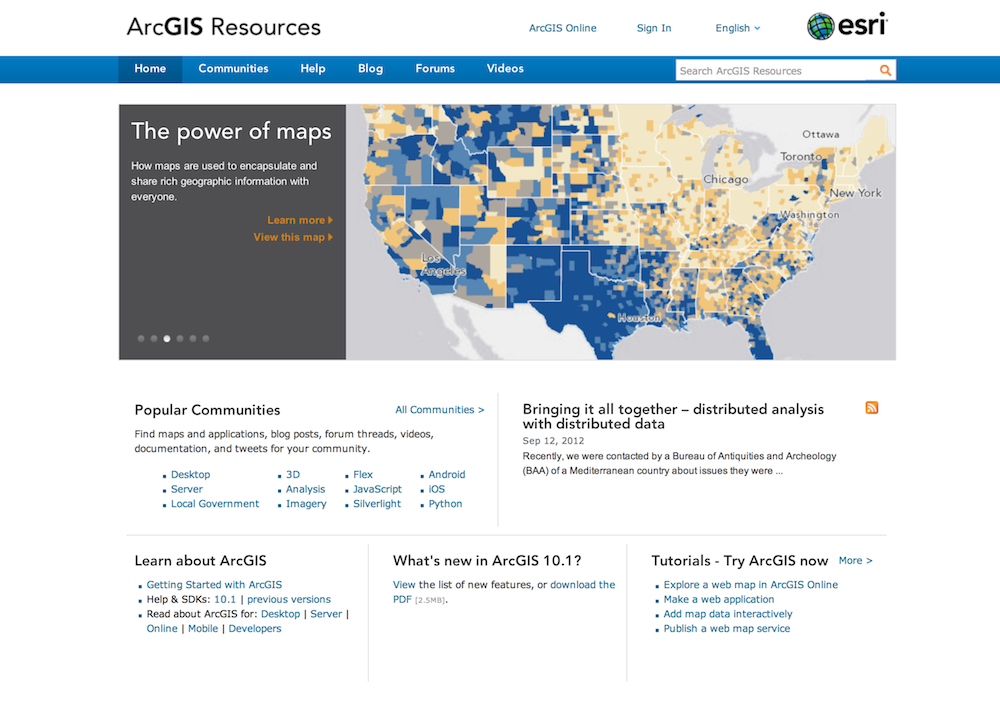 ArcGIS Resources
ArcGIS Online
Sign In
English
esri
Home
Communities
Help
Blog
Forums
Videos
Search ArcGIS Resources
The power of maps
How maps are used to encapsulate and
share rich geographic information with
everyone.
Learn more
View this map
Ottawa
Toronto
Chicago
New York
Washington
Los
Angeles
Houston
Popular Communities
All Communities >
Find maps and applications, blog posts, forum threads, videos,
documentation, and tweets for your community.
Desktop
Server
Local Government
3D
Analysis
Imagery
Flex
JavaScript
Silverlight
Android
iOS
Python
Bringing it all together – distributed analysis
with distributed data
Sep 12, 2012
Recently, we were contacted by a Bureau of Antiquities and Archeology
(BAA) of a Mediterranean country about issues they were ...
Learn about ArcGIS
Getting Started with ArcGIS
Help & SDKs: 10.1 | previous versions
Read about ArcGIS for: Desktop | Server |
Online | Mobile | Developers
What's new in ArcGIS 10.1?
View the list of new features, or download the
PDF [2.5MB].
Tutorials - Try ArcGIS now
More >
Explore a web map in ArcGIS Online
Make a web application
Add map data interactively
Publish a web map service